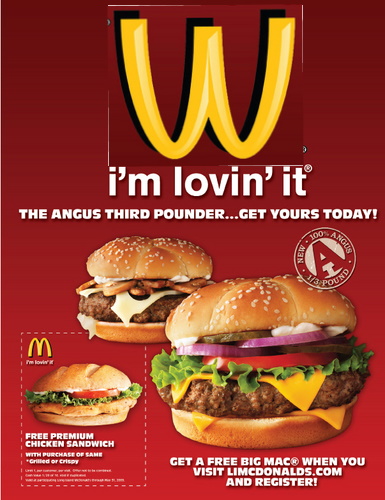 i'm lovin' it®
THE ANGUS THIRD POUNDER...GET YOURS TODAY!
NEW • 100% ANGUS • 1/3 POUND
A
i'm lovin' it
FREE PREMIUM
CHICKEN SANDWICH
WITH PURCHASE OF SAME
*Grilled or Crispy
GET A FREE BIG MAC® WHEN YOU
VISIT LIMCDONALDS.COM
AND REGISTER!